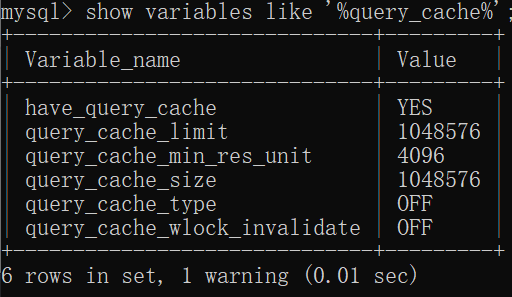 mysql> show variables like '%query_cache%';
+------------------------------+---------+
| Variable_name                | Value   |
+------------------------------+---------+
| have_query_cache             | YES     |
| query_cache_limit            | 1048576 |
| query_cache_min_res_unit     | 4096    |
| query_cache_size             | 1048576 |
| query_cache_type             | OFF     |
| query_cache_wlock_invalidate | OFF     |
+------------------------------+---------+
6 rows in set, 1 warning (0.01 sec)